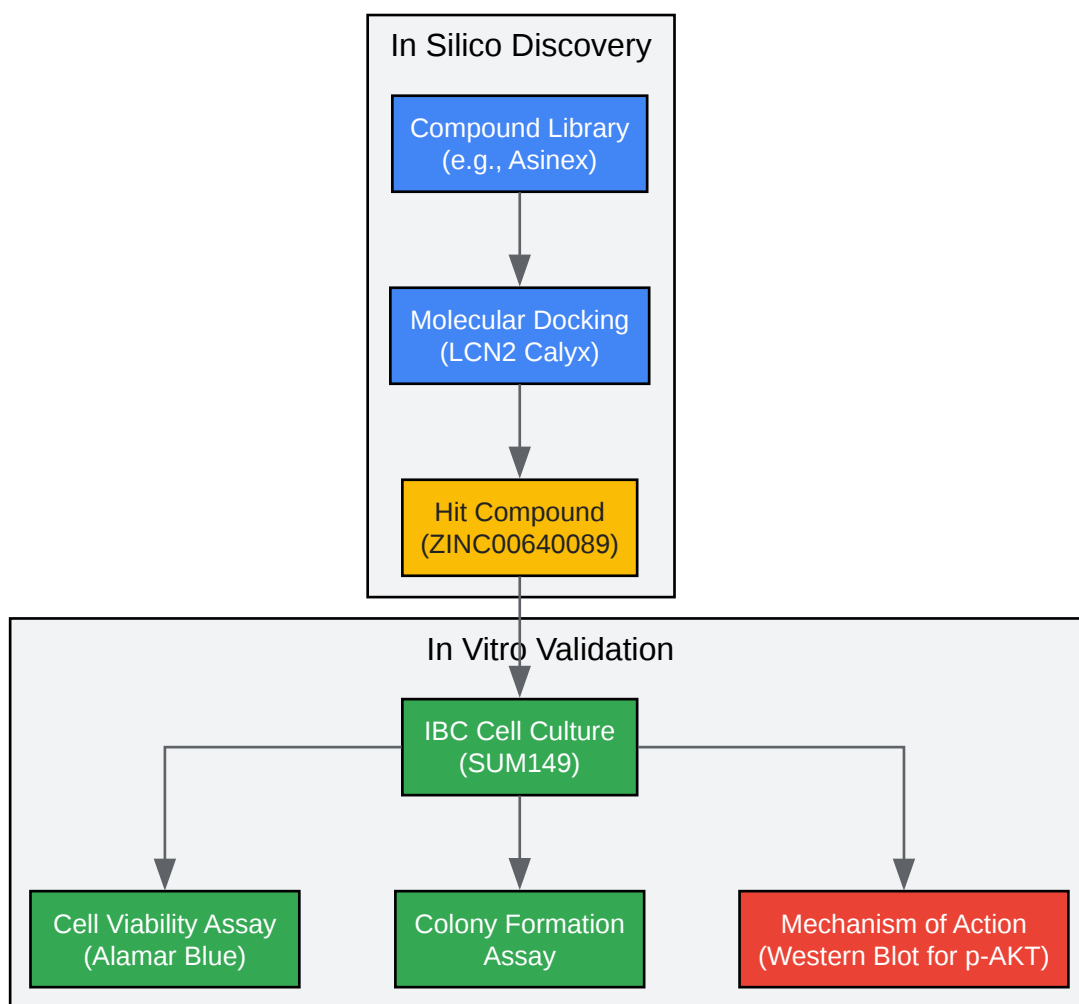 In Silico Discovery
Compound Library
(e.g., Asinex)
Molecular Docking
(LCN2 Calyx)
Hit Compound
(ZINC00640089)
In Vitro Validation
IBC Cell Culture
(SUM149)
Cell Viability Assay
(Alamar Blue)
Colony Formation
Assay
Mechanism of Action
(Western Blot for p-AKT)